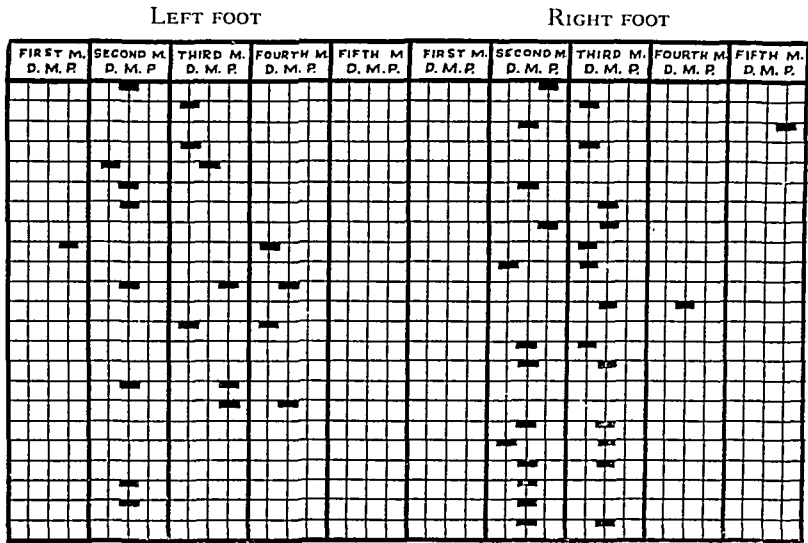 LEFT FOOT RIGHT FOOT
FIRST M. SECOND M. THIRD M. FOURTH M. FIFTH M FIRST M. SECOND M THIRD M. FOURTH M. FIFTH M.
D. M. P. D. M. P D. M. P. D. M. P. D. M. P. D. M. P. D. M. P. D. M. P. D. M. P. D. M. P.